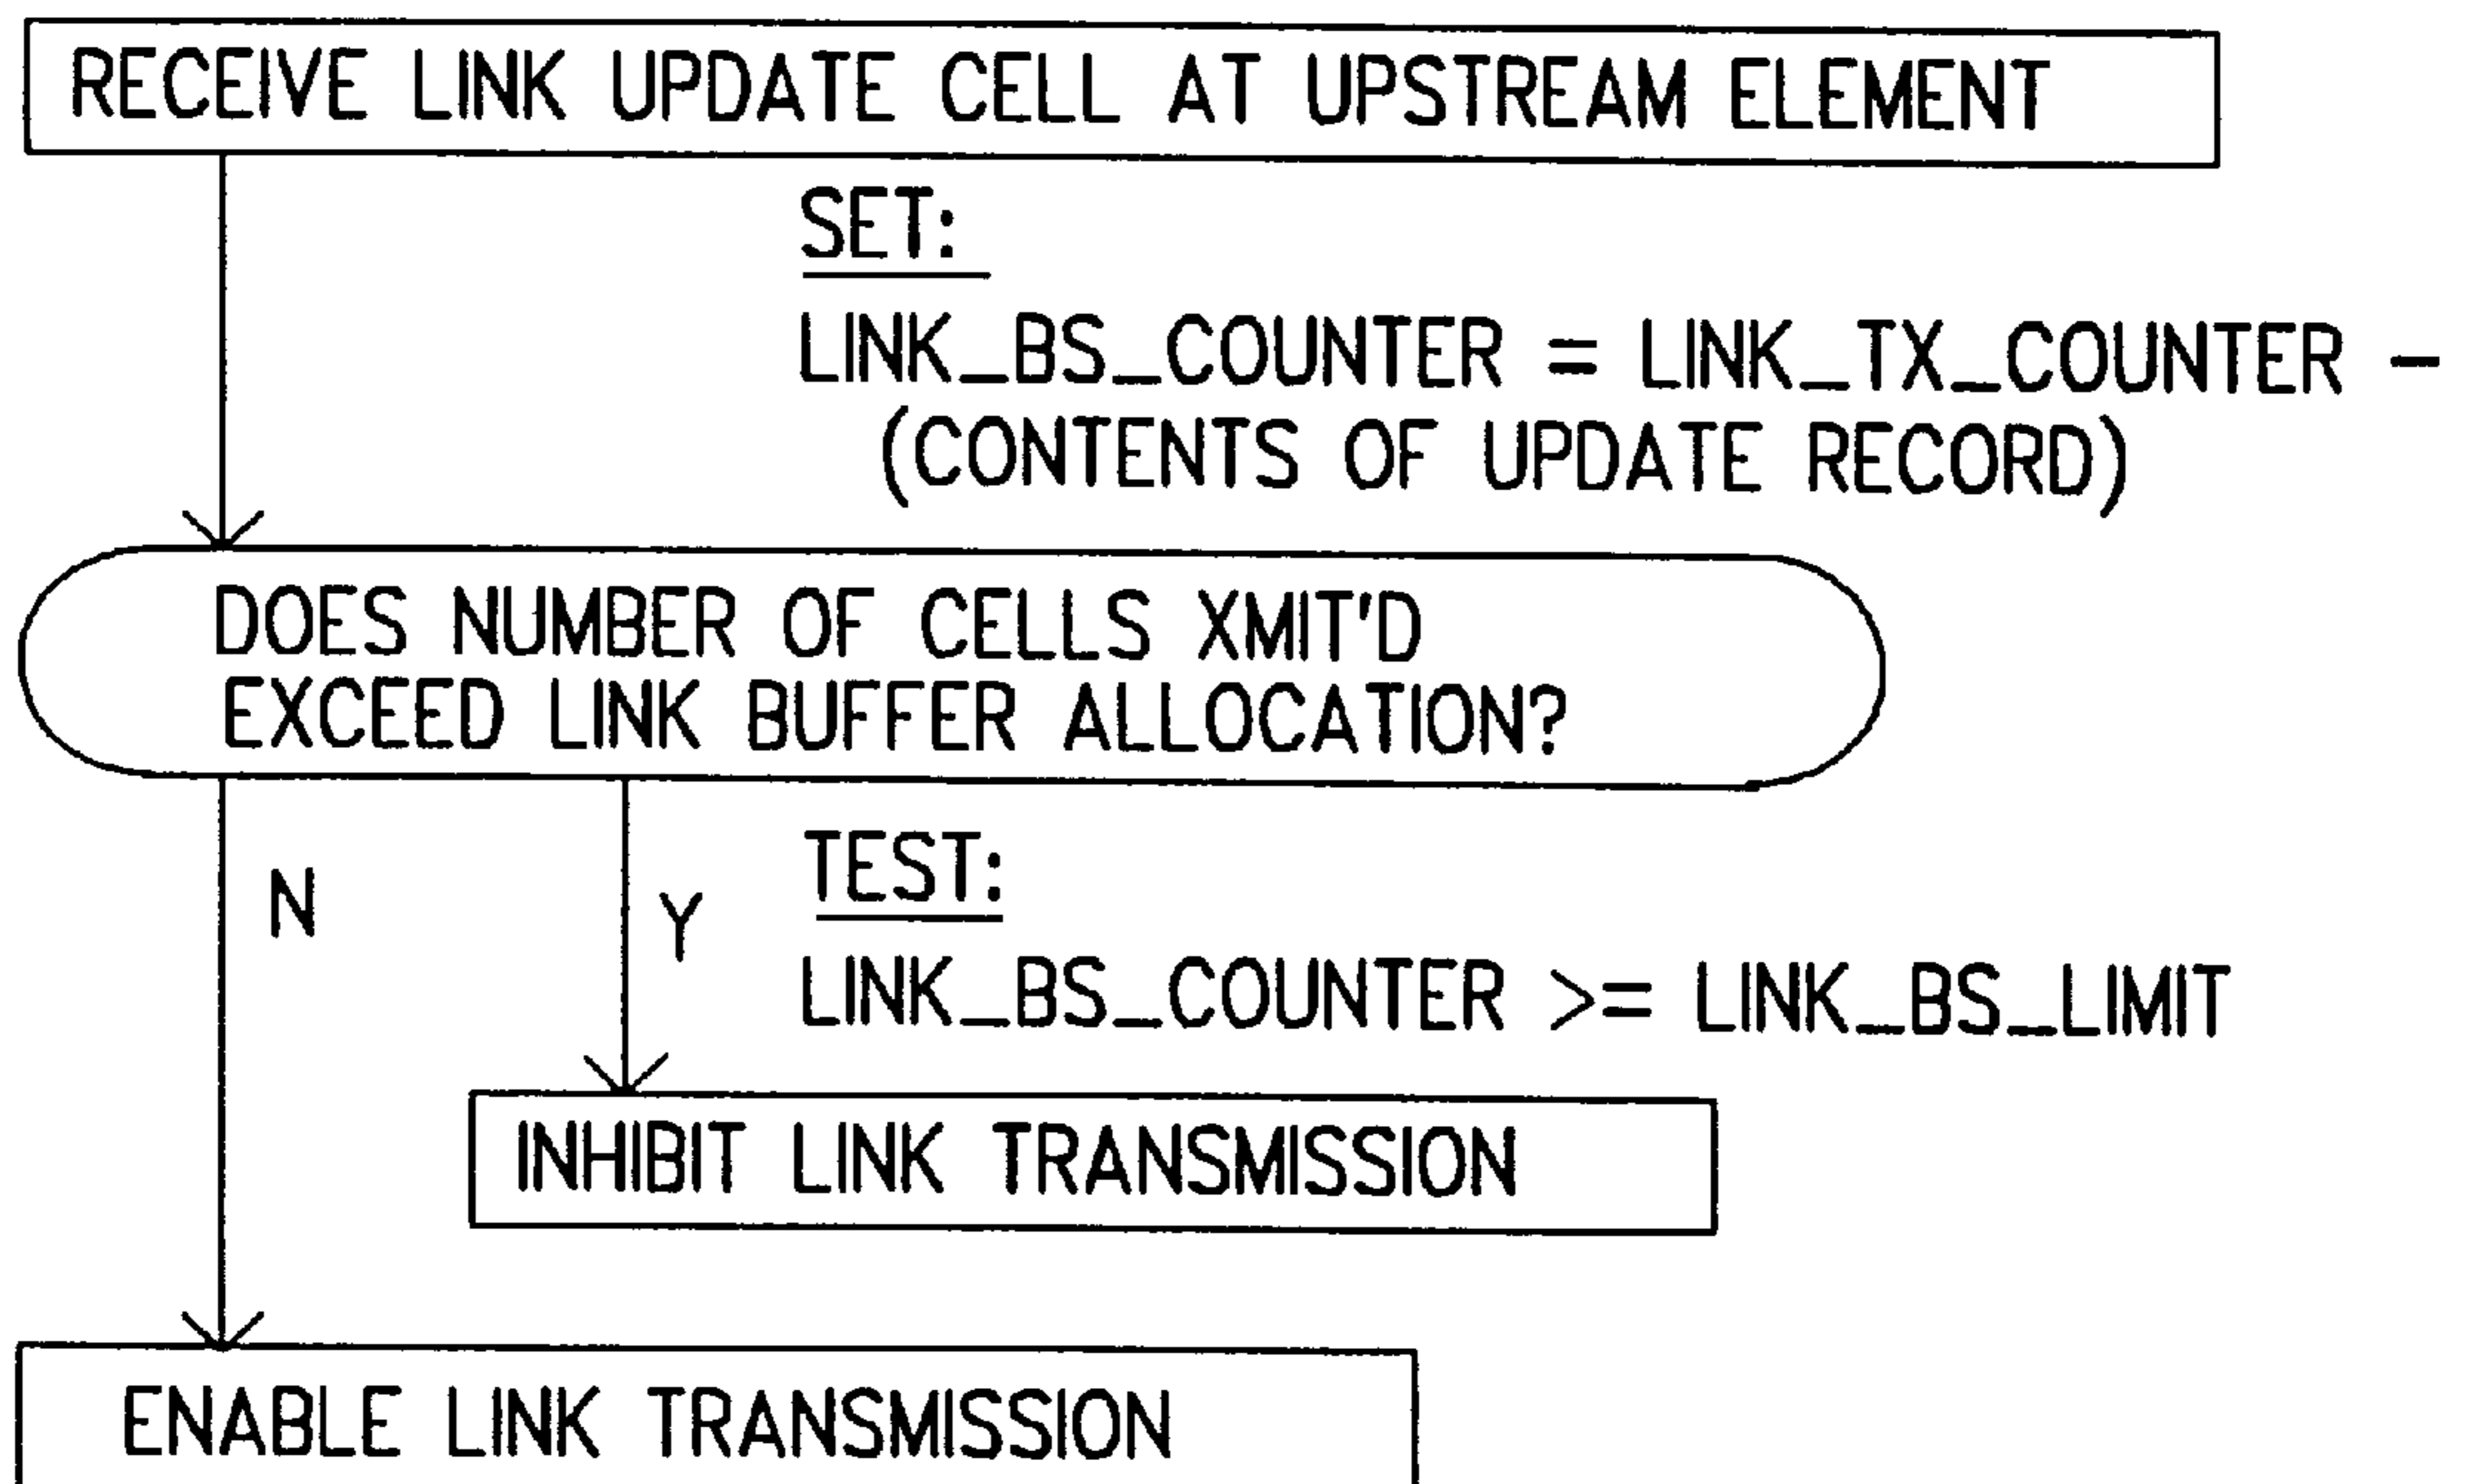 RECEIVE LINK UPDATE CELL AT UPSTREAM ELEMENT
SET:
LINK_BS_COUNTER = LINK_TX_COUNTER -
(CONTENTS OF UPDATE RECORD)
DOES NUMBER OF CELLS XMIT'D
EXCEED LINK BUFFER ALLOCATION?
N
Y
TEST:
LINK_BS_COUNTER >= LINK_BS_LIMIT
INHIBIT LINK TRANSMISSION
ENABLE LINK TRANSMISSION